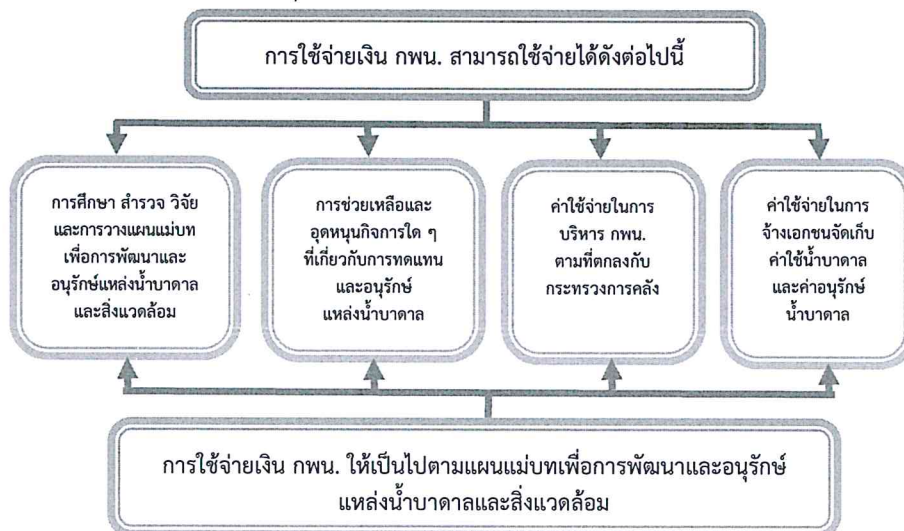 การใช้จ่ายเงิน กพน. สามารถใช้จ่ายได้ดังต่อไปนี้
การศึกษา สำรวจ วิจัย
และการวางแผนแม่บท
เพื่อการพัฒนาและ
อนุรักษ์แหล่งน้ำบาดาล
และสิ่งแวดล้อม
การช่วยเหลือและ
อุดหนุนกิจการใด ๆ
ที่เกี่ยวกับการทดแทน
และอนุรักษ์
แหล่งน้ำบาดาล
ค่าใช้จ่ายในการ
บริหาร กพน.
ตามที่ตกลงกับ
กระทรวงการคลัง
ค่าใช้จ่ายในการ
จ้างเอกชนจัดเก็บ
ค่าใช้น้ำบาดาล
และค่าอนุรักษ์
น้ำบาดาล
การใช้จ่ายเงิน กพน. ให้เป็นไปตามแผนแม่บทเพื่อการพัฒนาและอนุรักษ์
แหล่งน้ำบาดาลและสิ่งแวดล้อม